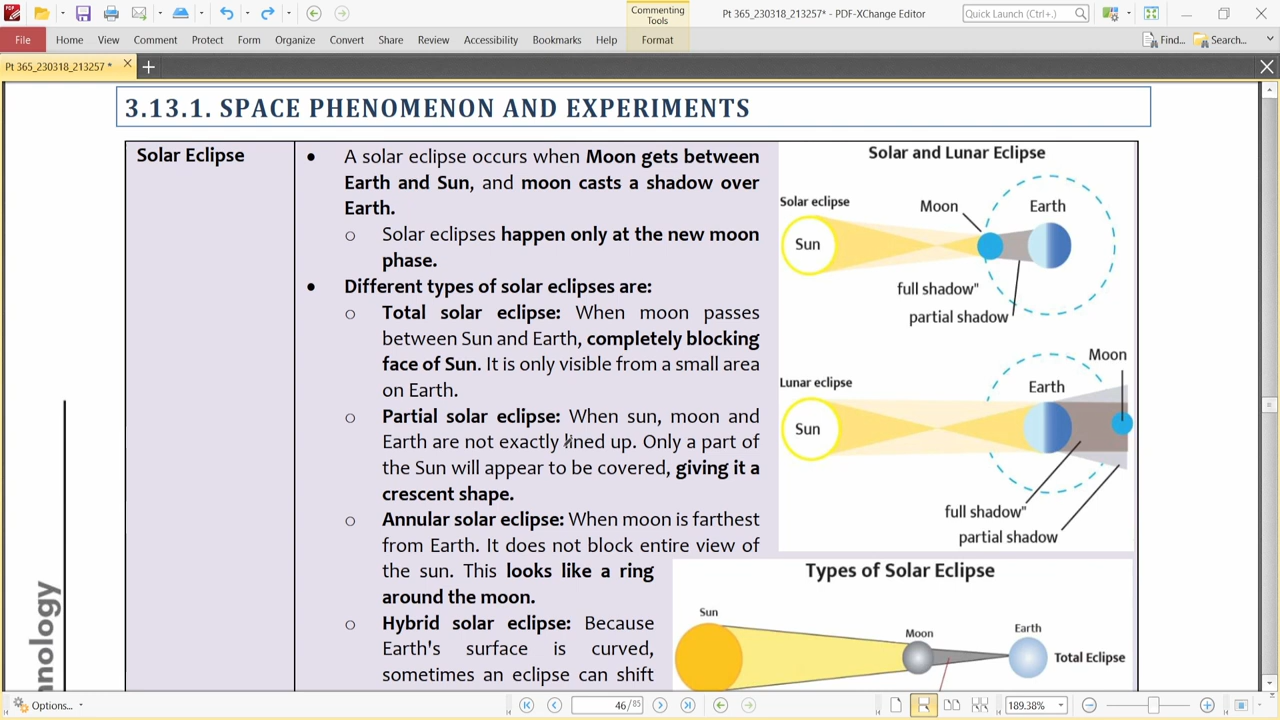 Commenting
Tools
Pt 365_230318_213257* - PDF-XChange Editor
Quick Launch (Ctrl+.)
File
Home
View
Comment
Protect
Form
Organize
Convert
Share
Review
Accessibility
Bookmarks
Help
Format
Find...
Search...
Pt 365_230318_213257 *
3.13.1. SPACE PHENOMENON AND EXPERIMENTS
Solar Eclipse
• A solar eclipse occurs when Moon gets between
Earth and Sun, and moon casts a shadow over
Earth.
o Solar eclipses happen only at the new moon
phase.
• Different types of solar eclipses are:
o Total solar eclipse: When moon passes
between Sun and Earth, completely blocking
face of Sun. It is only visible from a small area
on Earth.
o Partial solar eclipse: When sun, moon and
Earth are not exactly lined up. Only a part of
the Sun will appear to be covered, giving it a
crescent shape.
o Annular solar eclipse: When moon is farthest
from Earth. It does not block entire view of
the sun. This looks like a ring
around the moon.
o Hybrid solar eclipse: Because
Earth's surface is curved,
sometimes an eclipse can shift
Solar and Lunar Eclipse
Solar eclipse
Moon
Earth
Sun
full shadow"
partial shadow
Moon
Lunar eclipse
Earth
Sun
full shadow"
partial shadow
Types of Solar Eclipse
Sun
Moon
Earth
Total Eclipse
nnology
Options...
46 /85
189.38%